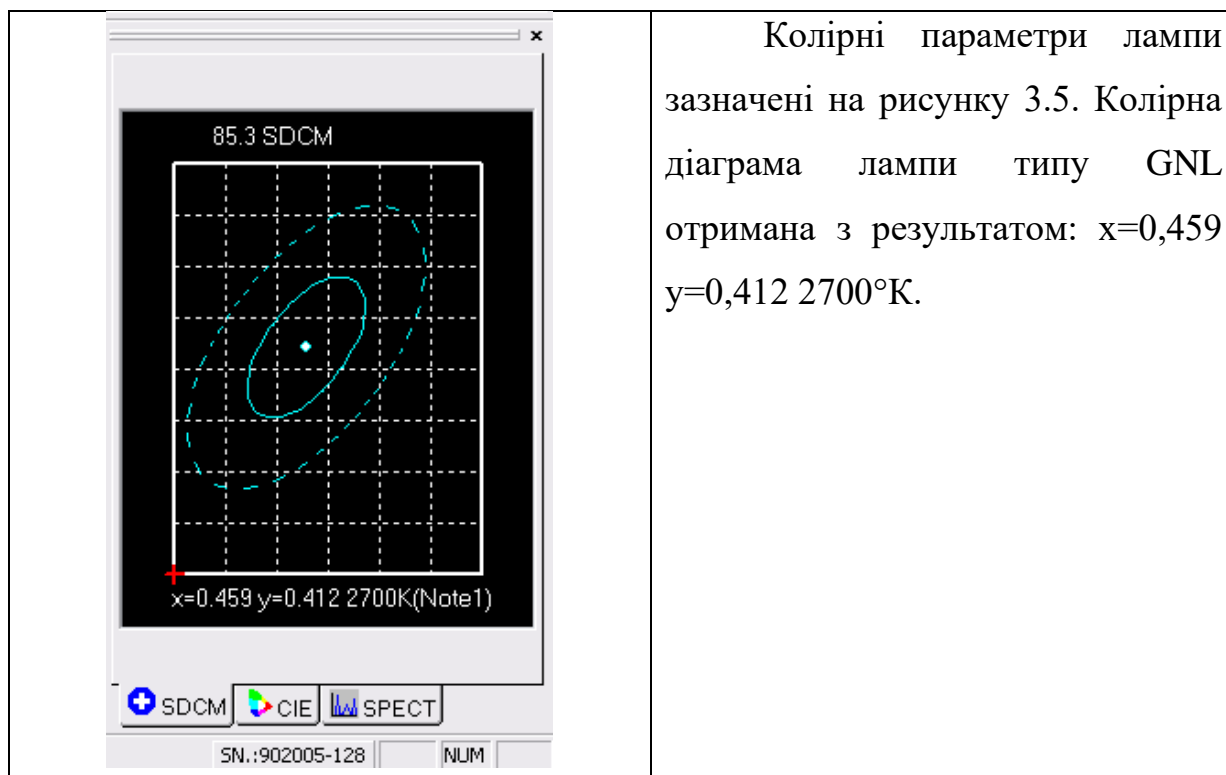 85.3 SDCM
x=0.459 y=0.412 2700K(Note1)
SDCM CIE SPECT
SN.:902005-128 NUM
Колірні параметри лампи
зазначені на рисунку 3.5. Колірна
діаграма лампи типу GNL
отримана з результатом: x=0,459
y=0,412 2700°К.